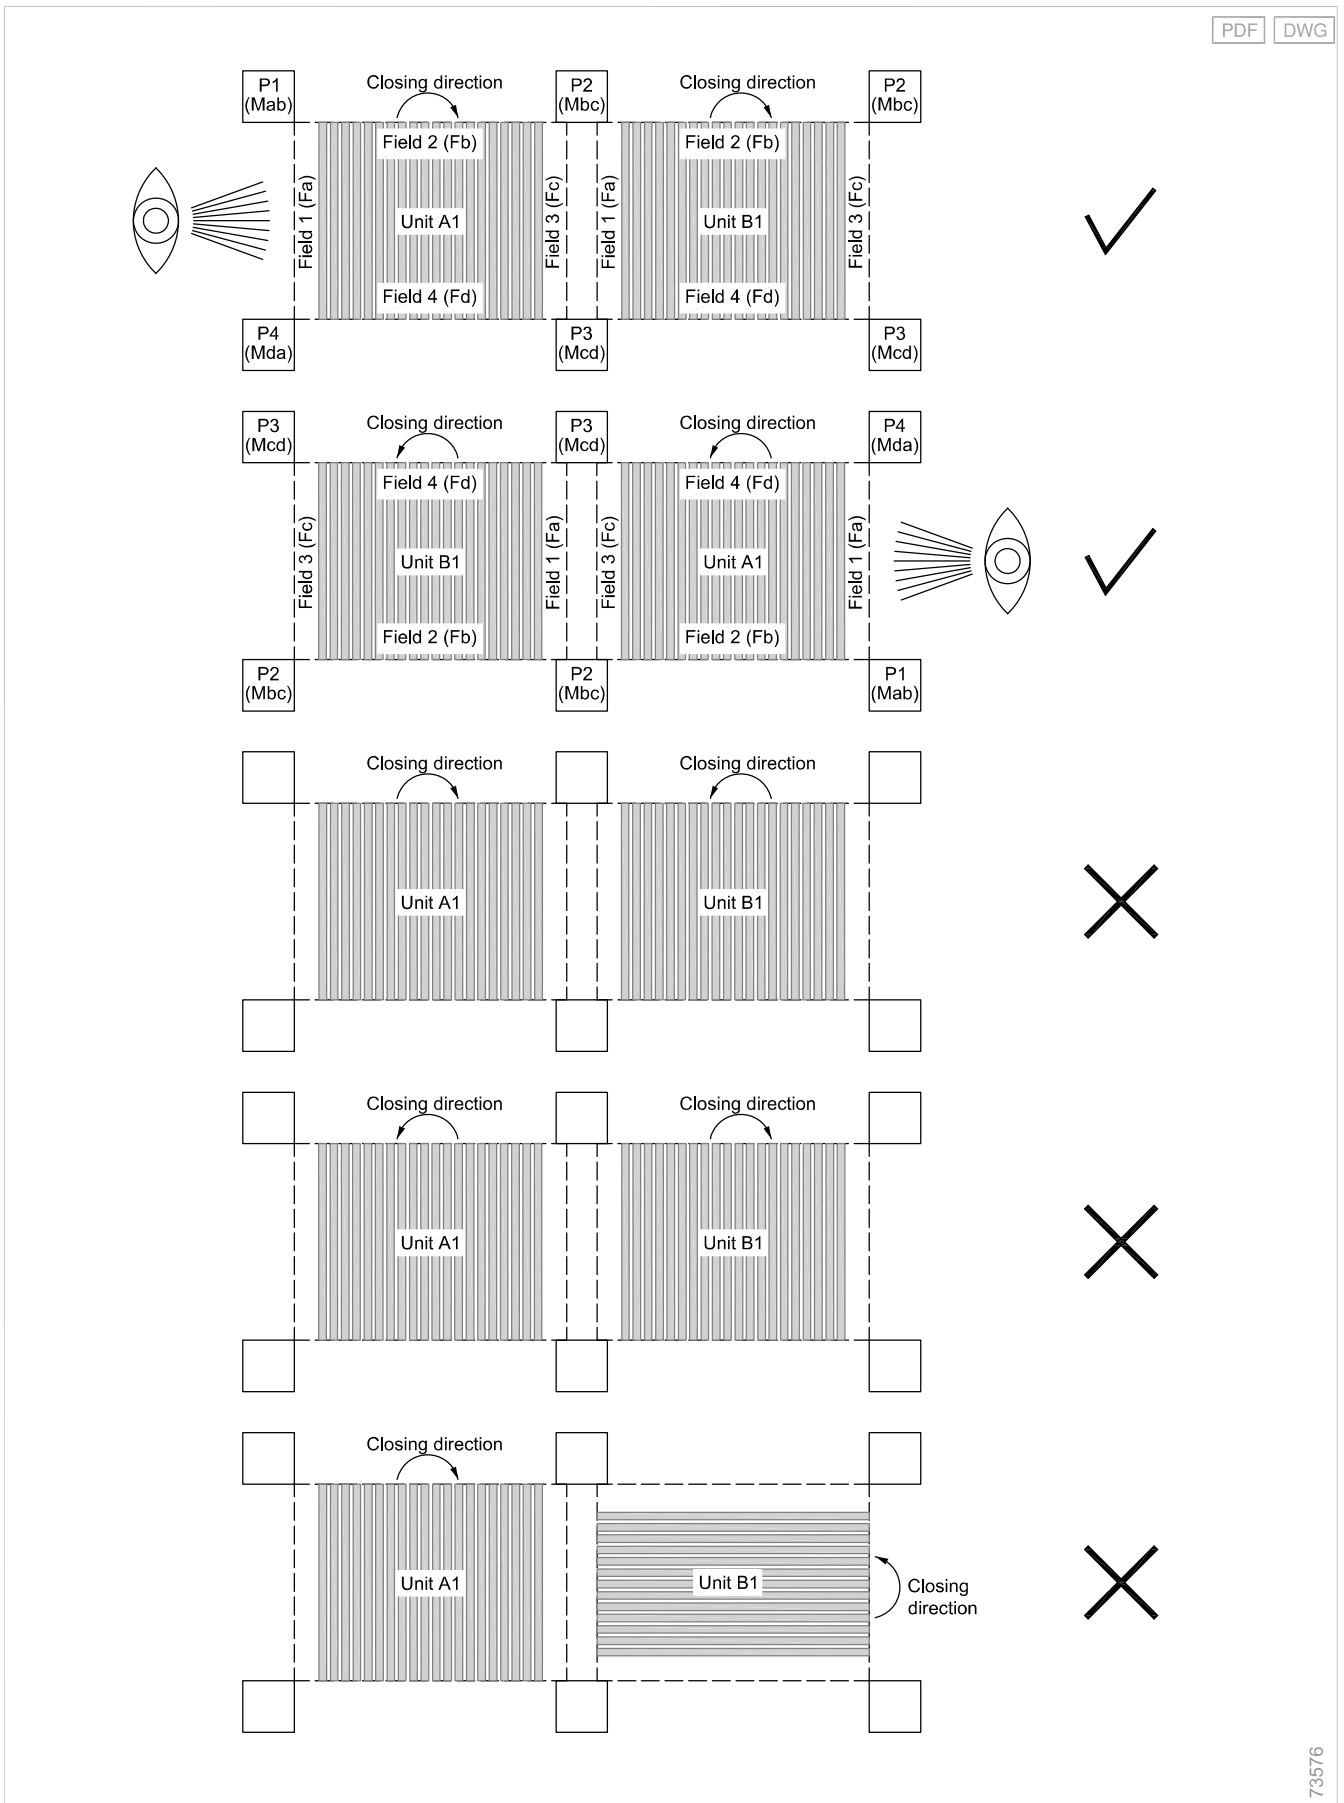 PDF DWG
P1
(Mab)
Closing direction
P2
(Mbc)
Closing direction
P2
(Mbc)
Field 1 (Fa)
Field 2 (Fb)
Unit A1
Field 4 (Fd)
Field 3 (Fc)
Field 1 (Fa)
Field 2 (Fb)
Unit B1
Field 4 (Fd)
Field 3 (Fc)
P4
(Mda)
P3
(Mcd)
P3
(Mcd)
P3
(Mcd)
Closing direction
P3
(Mcd)
Closing direction
P4
(Mda)
Field 3 (Fc)
Field 4 (Fd)
Unit B1
Field 2 (Fb)
Field 1 (Fa)
Field 3 (Fc)
Field 4 (Fd)
Unit A1
Field 2 (Fb)
Field 1 (Fa)
P2
(Mbc)
P2
(Mbc)
P1
(Mab)
Closing direction
Closing direction
Unit A1
Unit B1
Closing direction
Closing direction
Unit A1
Unit B1
Closing direction
Unit A1
Unit B1
Closing
direction
73576